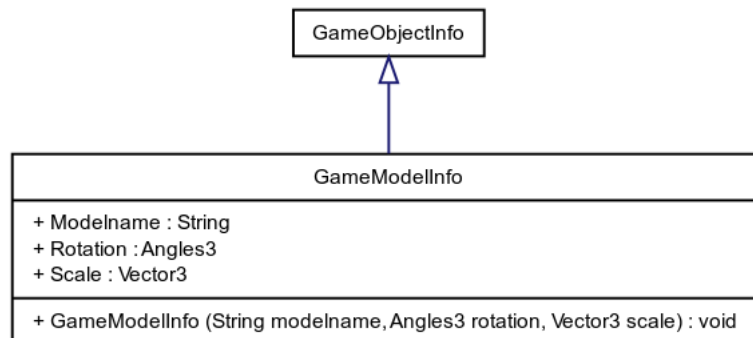 GameObjectInfo
GameModelInfo
+ Modelname : String
+ Rotation : Angles3
+ Scale : Vector3
+ GameModelInfo (String modelname, Angles3 rotation, Vector3 scale) : void